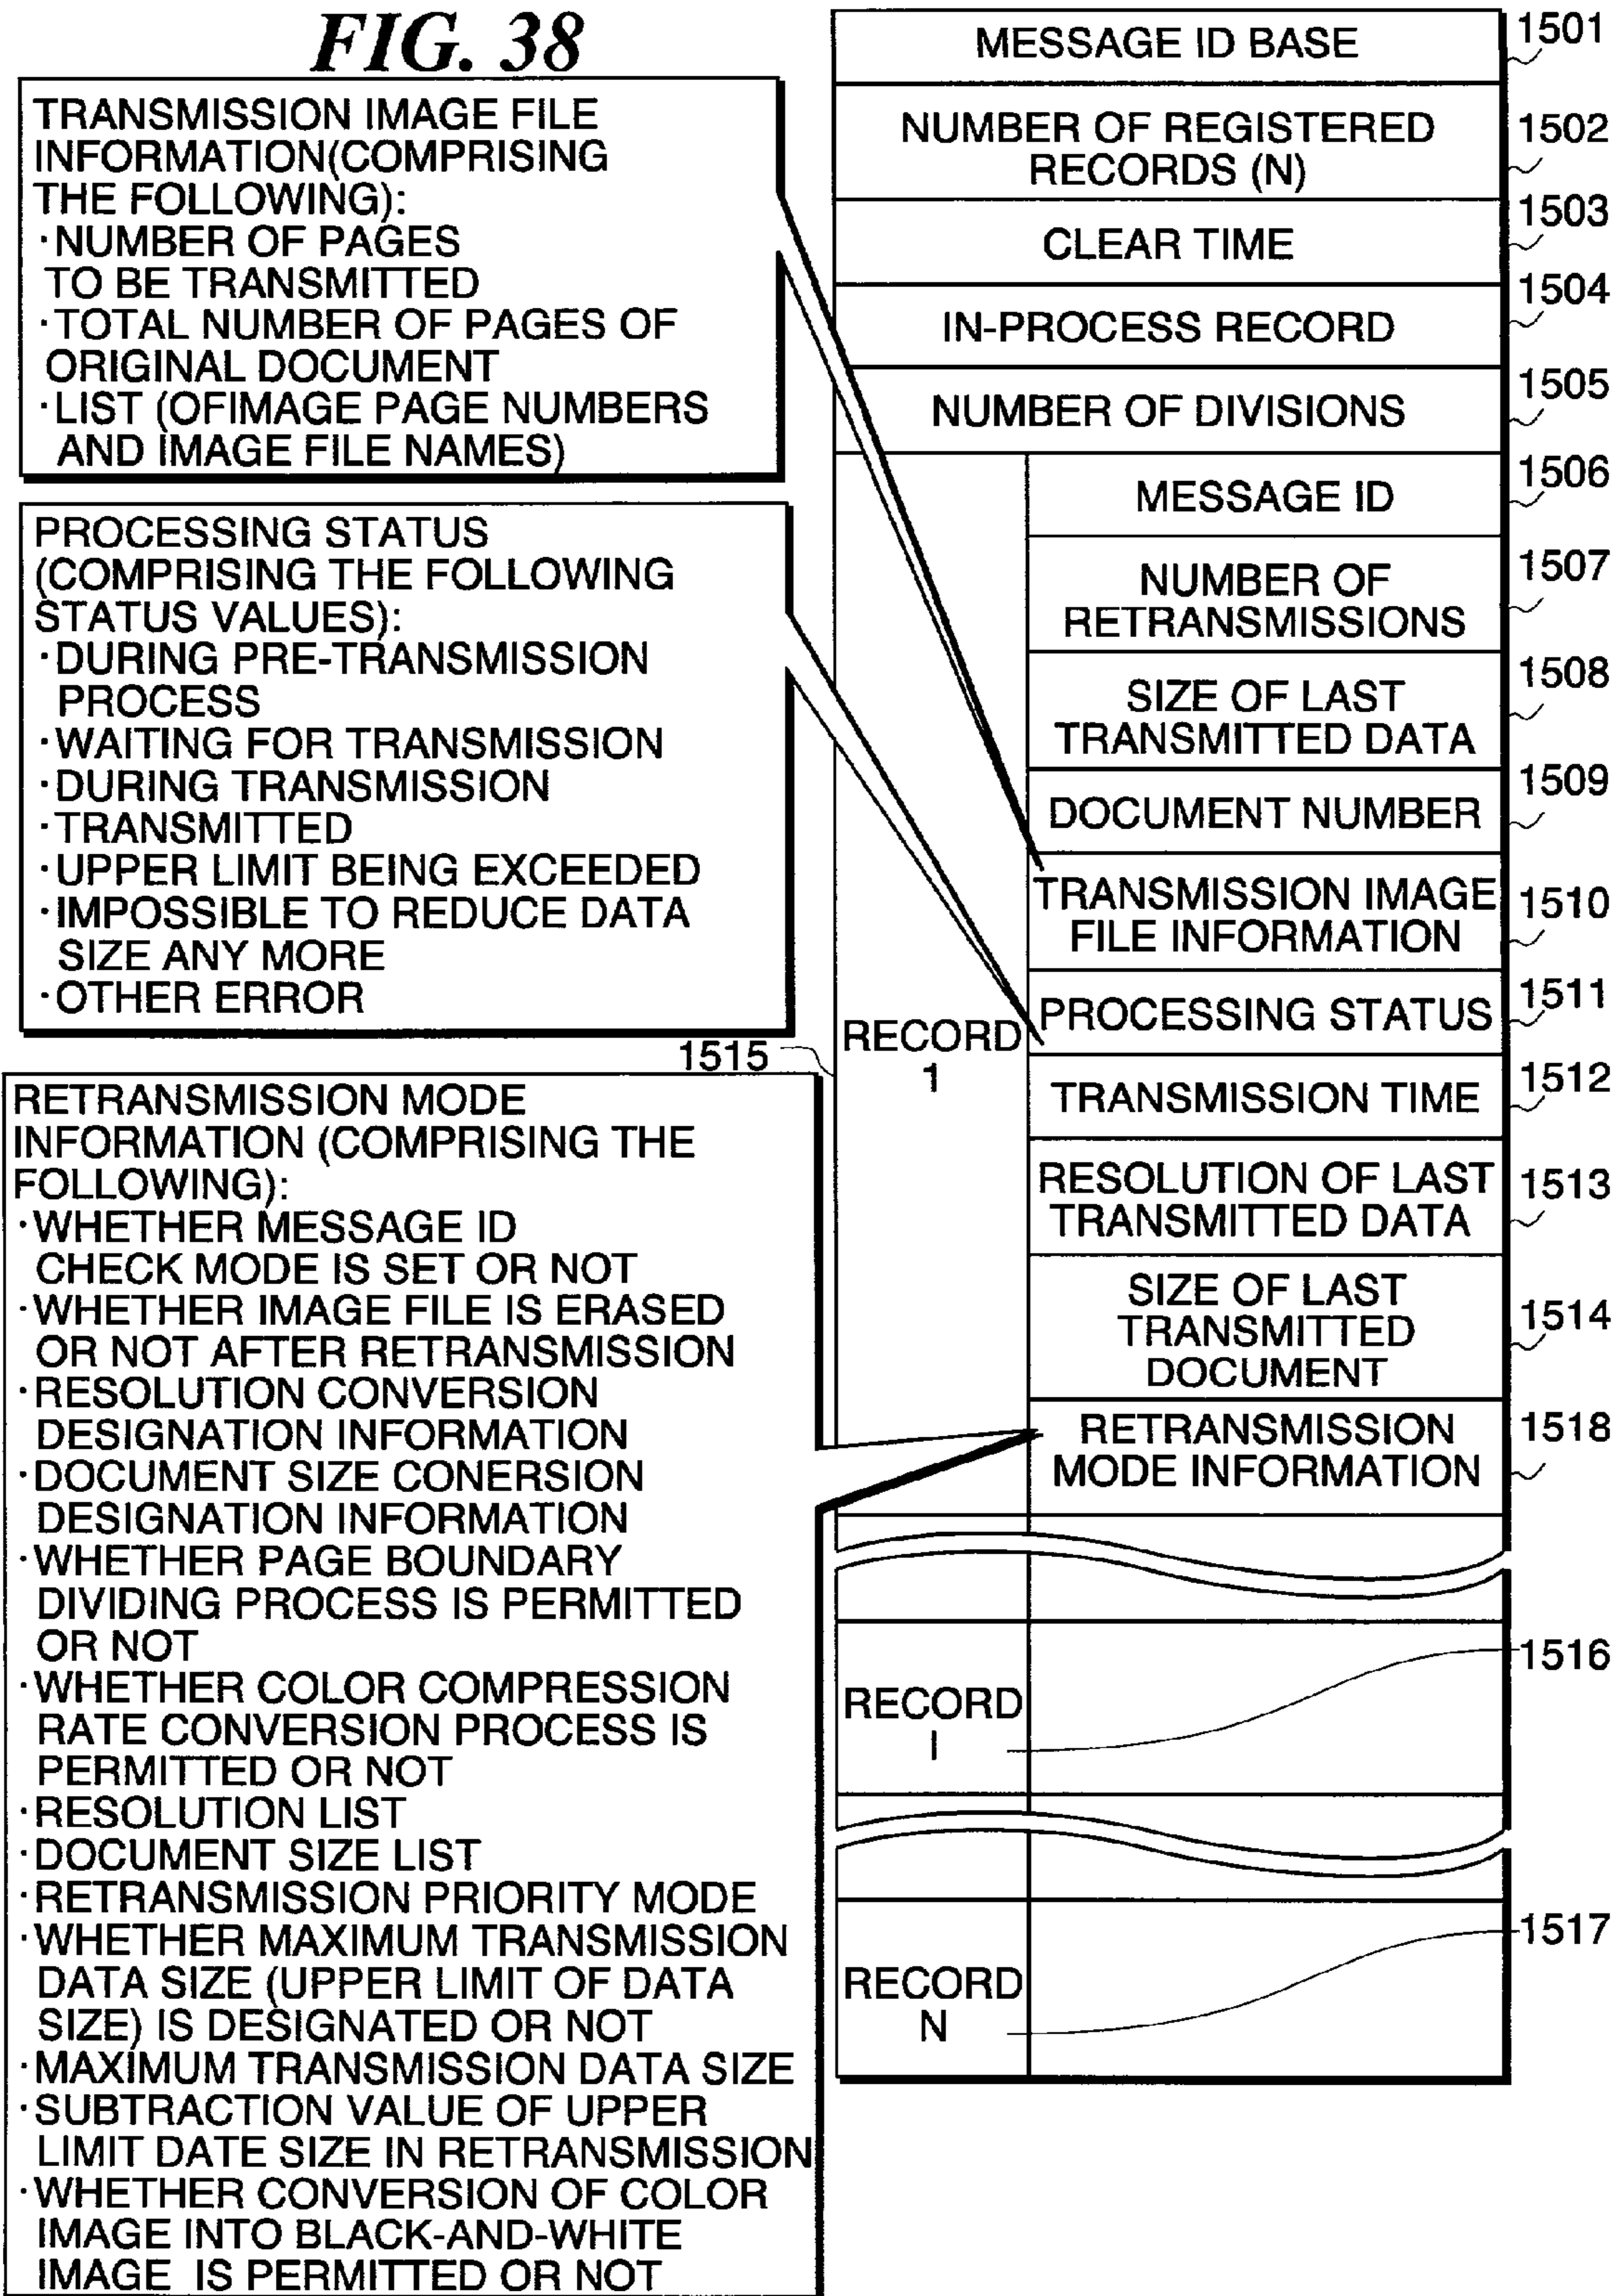 FIG. 38
TRANSMISSION IMAGE FILE
INFORMATION(COMPRISING
THE FOLLOWING):
·NUMBER OF PAGES
TO BE TRANSMITTED
·TOTAL NUMBER OF PAGES OF
ORIGINAL DOCUMENT
·LIST (OFIMAGE PAGE NUMBERS
AND IMAGE FILE NAMES)
PROCESSING STATUS
(COMPRISING THE FOLLOWING
STATUS VALUES):
·DURING PRE-TRANSMISSION
PROCESS
·WAITING FOR TRANSMISSION
·DURING TRANSMISSION
·TRANSMITTED
·UPPER LIMIT BEING EXCEEDED
·IMPOSSIBLE TO REDUCE DATA
SIZE ANY MORE
·OTHER ERROR
RETRANSMISSION MODE
INFORMATION (COMPRISING THE
FOLLOWING):
·WHETHER MESSAGE ID
CHECK MODE IS SET OR NOT
·WHETHER IMAGE FILE IS ERASED
OR NOT AFTER RETRANSMISSION
·RESOLUTION CONVERSION
DESIGNATION INFORMATION
·DOCUMENT SIZE CONERSION
DESIGNATION INFORMATION
·WHETHER PAGE BOUNDARY
DIVIDING PROCESS IS PERMITTED
OR NOT
·WHETHER COLOR COMPRESSION
RATE CONVERSION PROCESS IS
PERMITTED OR NOT
·RESOLUTION LIST
·DOCUMENT SIZE LIST
·RETRANSMISSION PRIORITY MODE
·WHETHER MAXIMUM TRANSMISSION
DATA SIZE (UPPER LIMIT OF DATA
SIZE) IS DESIGNATED OR NOT
·MAXIMUM TRANSMISSION DATA SIZE
·SUBTRACTION VALUE OF UPPER
LIMIT DATE SIZE IN RETRANSMISSION
·WHETHER CONVERSION OF COLOR
IMAGE INTO BLACK-AND-WHITE
IMAGE IS PERMITTED OR NOT
MESSAGE ID BASE
1501
NUMBER OF REGISTERED
RECORDS (N)
1502
CLEAR TIME
1503
IN-PROCESS RECORD
1504
NUMBER OF DIVISIONS
1505
1515
RECORD
1
MESSAGE ID
1506
NUMBER OF
RETRANSMISSIONS
1507
SIZE OF LAST
TRANSMITTED DATA
1508
DOCUMENT NUMBER
1509
TRANSMISSION IMAGE
FILE INFORMATION
1510
PROCESSING STATUS
1511
TRANSMISSION TIME
1512
RESOLUTION OF LAST
TRANSMITTED DATA
1513
SIZE OF LAST
TRANSMITTED
DOCUMENT
1514
RETRANSMISSION
MODE INFORMATION
1518
RECORD
I
1516
RECORD
N
1517